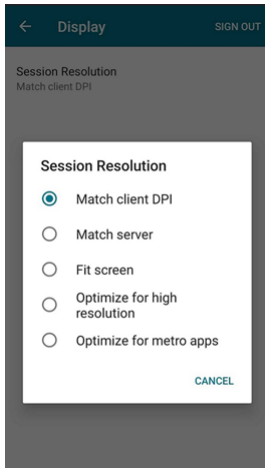 Display SIGN OUT
Session Resolution
Match client DPI
Session Resolution
Match client DPI
Match server
Fit screen
Optimize for high
resolution
Optimize for metro apps
CANCEL